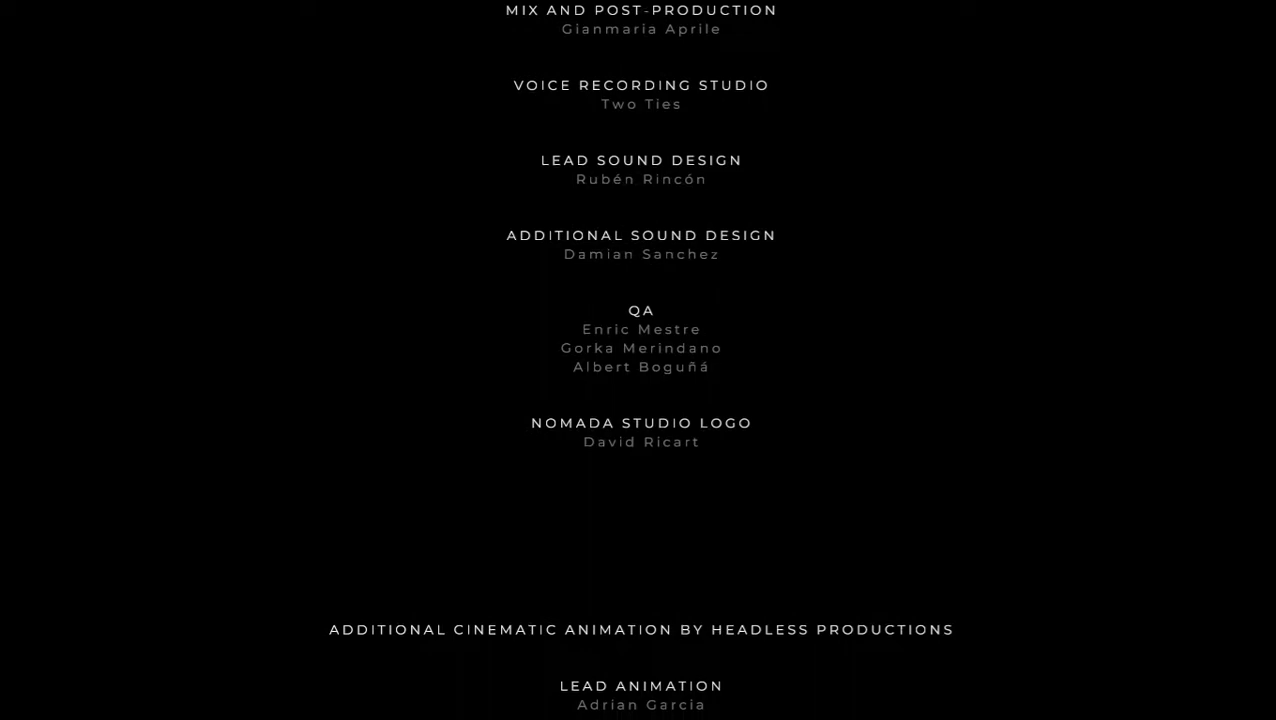 MIX AND POST-PRODUCTION
Gianmaria Aprile
VOICE RECORDING STUDIO
Two Ties
LEAD SOUND DESIGN
Rubén Rincón
ADDITIONAL SOUND DESIGN
Damian Sanchez
QA
Enric Mestre
Gorka Merindano
Albert Boguñá
NOMADA STUDIO LOGO
David Ricart
ADDITIONAL CINEMATIC ANIMATION BY HEADLESS PRODUCTIONS
LEAD ANIMATION
Adrian Garcia